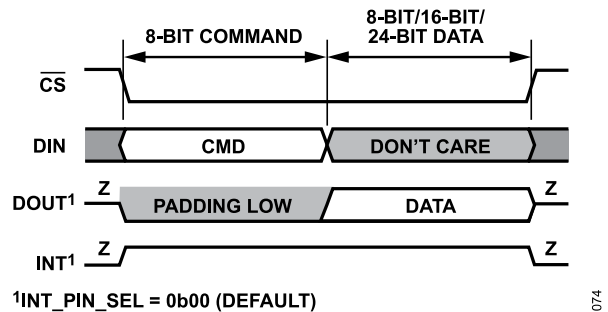 8-BIT COMMAND
8-BIT/16-BIT/
24-BIT DATA
CS
DIN
CMD
DON'T CARE
DOUT1
Z
PADDING LOW
DATA
Z
INT1
Z
Z
1INT_PIN_SEL = 0b00 (DEFAULT)
074